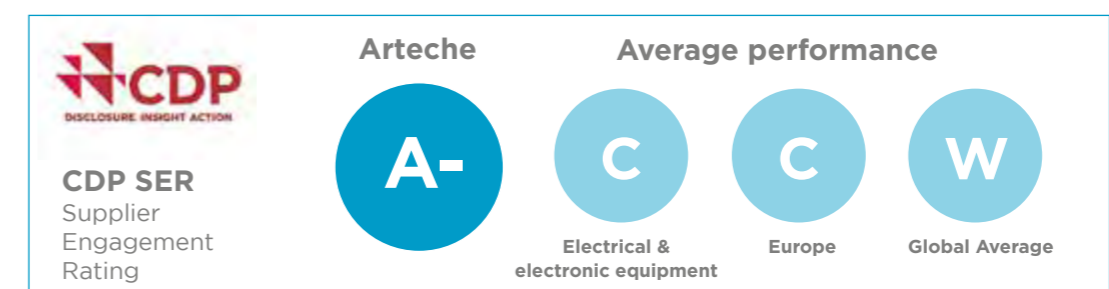 CDP
DISCLOSURE INSIGHT ACTION
CDP SER
Supplier
Engagement
Rating
Arteche
A-
Average performance
C
Electrical &
electronic equipment
C
Europe
W
Global Average